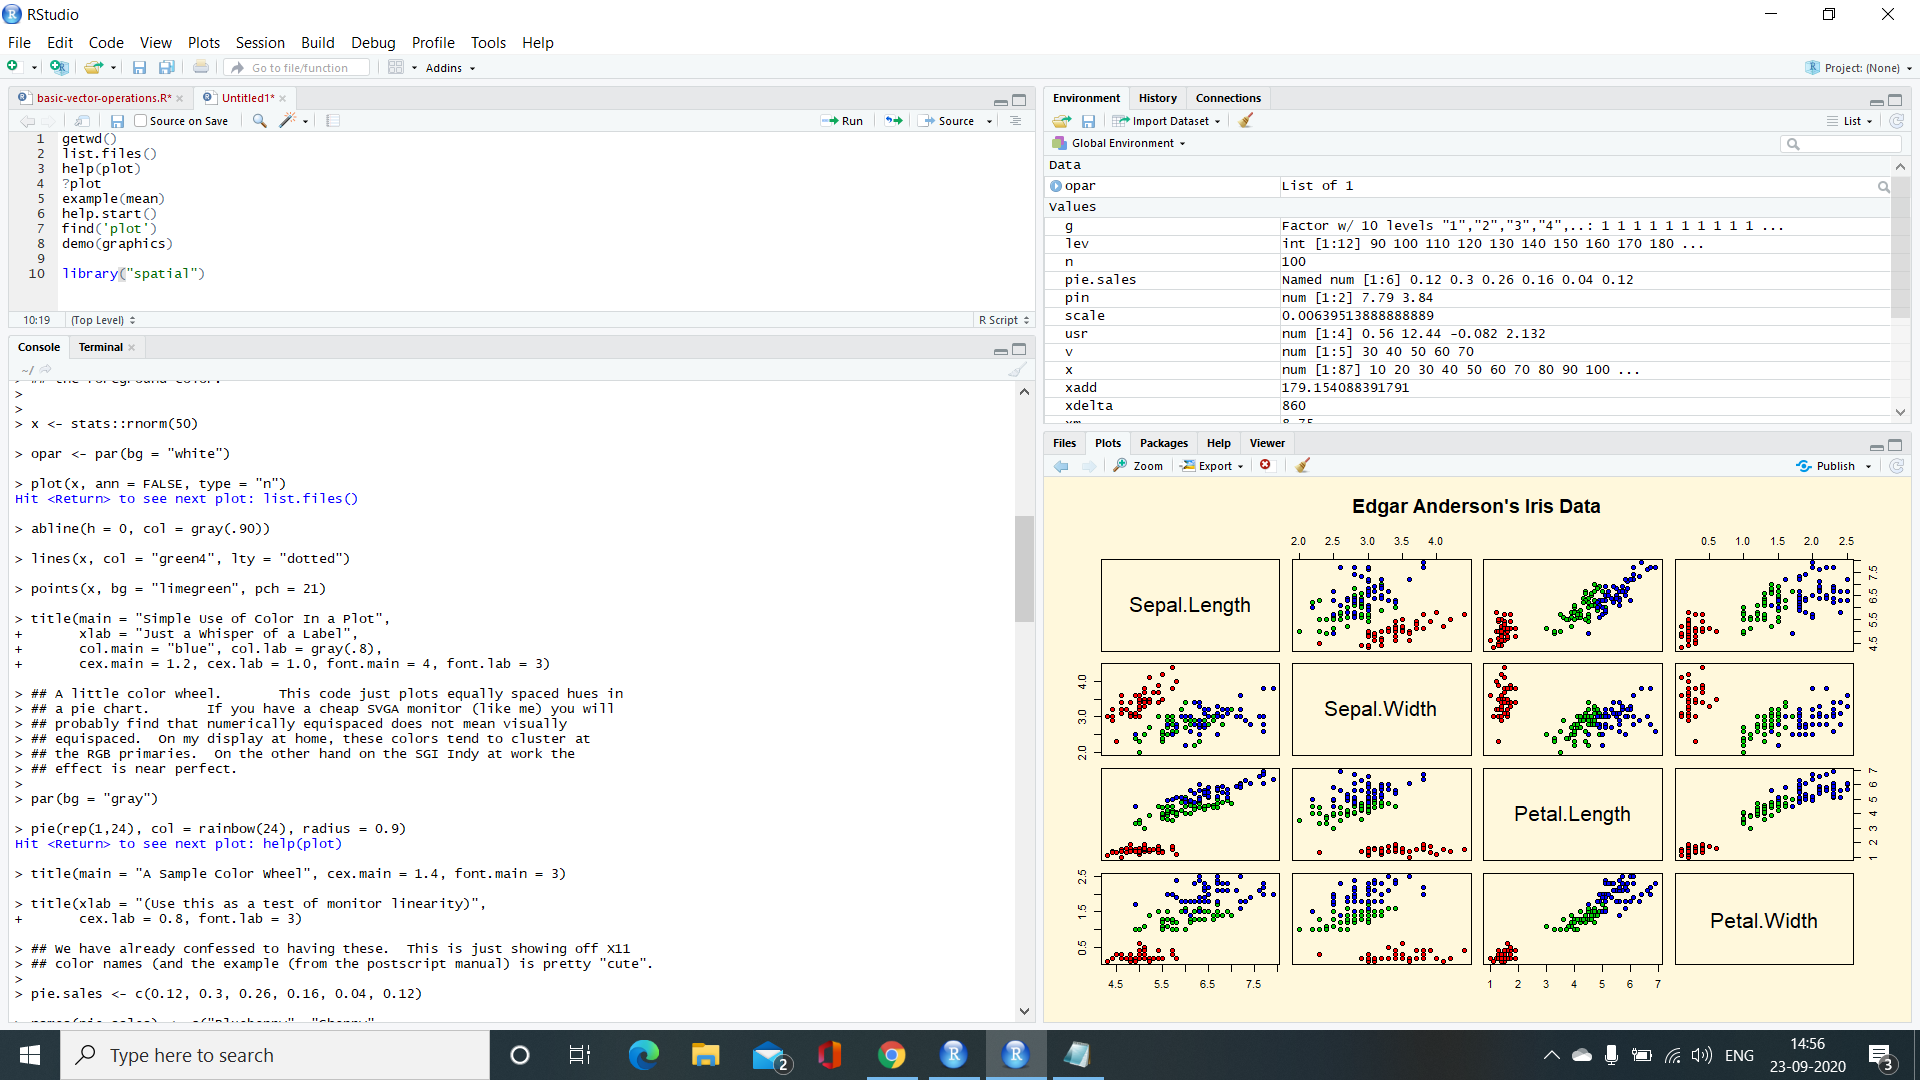 RStudio
File Edit Code View Plots Session Build Debug Profile Tools Help
Go to file/function Addins Project: (None)
basic-vector-operations.R* Untitled1*
Source on Save Run Source
1 getwd()
2 list.files()
3 help(plot)
4 ?plot
5 example(mean)
6 help.start()
7 find('plot')
8 demo(graphics)
9
10 library("spatial")
10:19 (Top Level) R Script
Console Terminal
~/
> ## the foreground color.
>
>
> x <- stats::rnorm(50)
> opar <- par(bg = "white")
> plot(x, ann = FALSE, type = "n")
Hit <Return> to see next plot: list.files()
> abline(h = 0, col = gray(.90))
> lines(x, col = "green4", lty = "dotted")
> points(x, bg = "limegreen", pch = 21)
> title(main = "Simple Use of Color In a Plot",
+       xlab = "Just a Whisper of a Label",
+       col.main = "blue", col.lab = gray(.8),
+       cex.main = 1.2, cex.lab = 1.0, font.main = 4, font.lab = 3)
> ## A little color wheel.       This code just plots equally spaced hues in
> ## a pie chart.       If you have a cheap SVGA monitor (like me) you will
> ## probably find that numerically equispaced does not mean visually
> ## equispaced.  On my display at home, these colors tend to cluster at
> ## the RGB primaries.  On the other hand on the SGI Indy at work the
> ## effect is near perfect.
>
> par(bg = "gray")
> pie(rep(1,24), col = rainbow(24), radius = 0.9)
Hit <Return> to see next plot: help(plot)
> title(main = "A Sample Color Wheel", cex.main = 1.4, font.main = 3)
> title(xlab = "(Use this as a test of monitor linearity)",
+       cex.lab = 0.8, font.lab = 3)
> ## We have already confessed to having these.  This is just showing off X11
> ## color names (and the example (from the postscript manual) is pretty "cute".
>
> pie.sales <- c(0.12, 0.3, 0.26, 0.16, 0.04, 0.12)
Environment History Connections
Import Dataset List
Global Environment
Data
opar List of 1
Values
g Factor w/ 10 levels "1","2","3","4",..: 1 1 1 1 1 1 1 1 1 1 ...
lev int [1:12] 90 100 110 120 130 140 150 160 170 180 ...
n 100
pie.sales Named num [1:6] 0.12 0.3 0.26 0.16 0.04 0.12
pin num [1:2] 7.79 3.84
scale 0.00639513888888889
usr num [1:4] 0.56 12.44 -0.082 2.132
v num [1:5] 30 40 50 60 70
x num [1:87] 10 20 30 40 50 60 70 80 90 100 ...
xadd 179.154088391791
xdelta 860
xm 8.75
Files Plots Packages Help Viewer
Zoom Export Publish
Edgar Anderson's Iris Data
2.0 2.5 3.0 3.5 4.0 0.5 1.0 1.5 2.0 2.5
Sepal.Length 4.5 5.5 6.5 7.5
2.0 3.0 4.0 Sepal.Width
Petal.Length 1 2 3 4 5 6 7
0.5 1.5 2.5 Petal.Width
4.5 5.5 6.5 7.5 1 2 3 4 5 6 7
Type here to search 2 ENG 14:56 3
23-09-2020